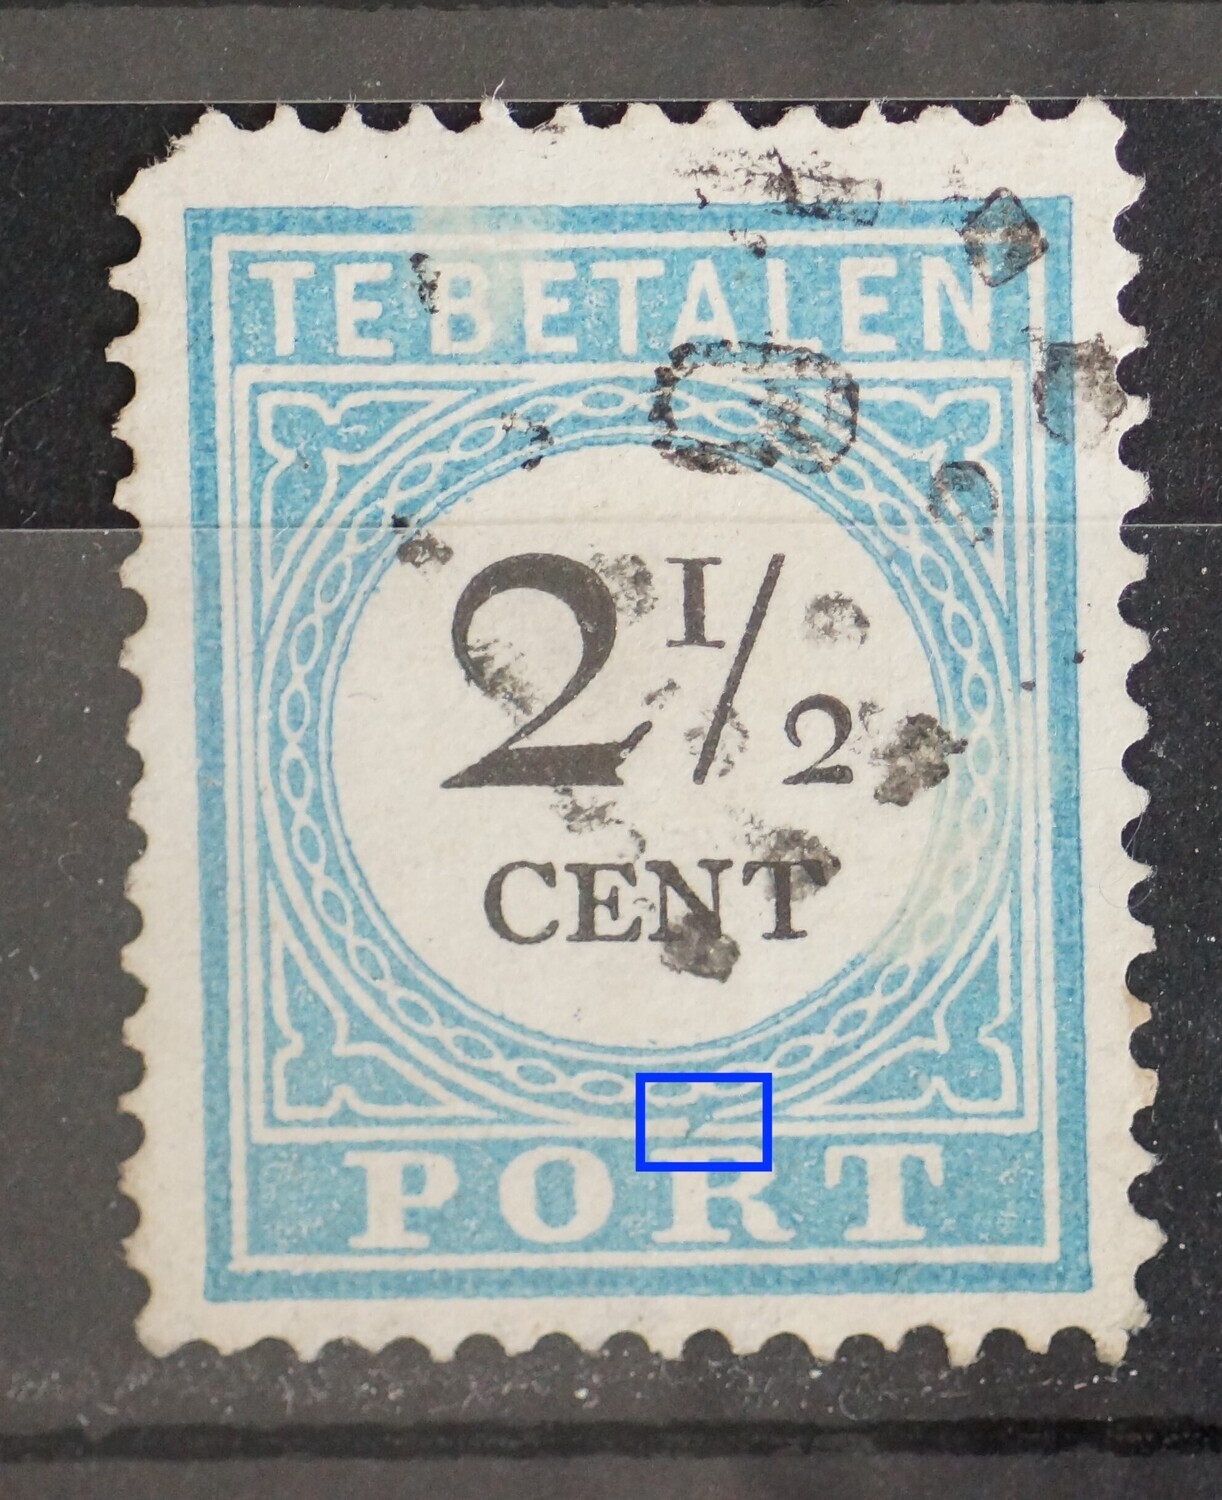 TE BETALEN
2 1/2
CENT
PORT